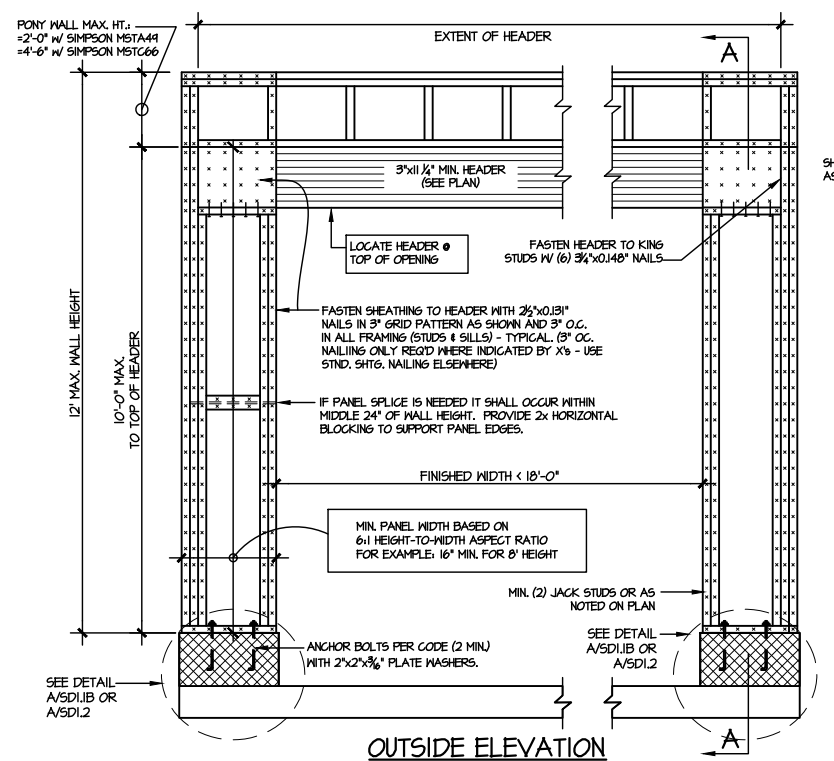 PONY WALL MAX. HT.:
=2'-0" W/ SIMPSON MSTA49
=4'-6" W/ SIMPSON MSTC66
EXTENT OF HEADER
A
SH
AS
3"x11 1/4" MIN. HEADER
(SEE PLAN)
LOCATE HEADER @
TOP OF OPENING
FASTEN HEADER TO KING
STUDS W/ (6) 3 1/4"x0.148" NAILS
12' MAX. WALL HEIGHT
10'-0" MAX.
TO TOP OF HEADER
FASTEN SHEATHING TO HEADER WITH 2 1/2"x0.131"
NAILS IN 3" GRID PATTERN AS SHOWN AND 3" O.C.
IN ALL FRAMING (STUDS & SILLS) - TYPICAL. (3" OC.
NAILIING ONLY REQ'D WHERE INDICATED BY X's - USE
STND. SHTG. NAILING ELSEWHERE)
IF PANEL SPLICE IS NEEDED IT SHALL OCCUR WITHIN
MIDDLE 24" OF WALL HEIGHT. PROVIDE 2x HORIZONTAL
BLOCKING TO SUPPORT PANEL EDGES.
FINISHED WIDTH < 18'-0"
MIN. PANEL WIDTH BASED ON
6:1 HEIGHT-TO-WIDTH ASPECT RATIO
FOR EXAMPLE: 16" MIN. FOR 8' HEIGHT
MIN. (2) JACK STUDS OR AS
NOTED ON PLAN
SEE DETAIL
A/SD1.1B OR
A/SD1.2
ANCHOR BOLTS PER CODE (2 MIN.)
WITH 2"x2"x3/16" PLATE WASHERS.
SEE DETAIL
A/SD1.1B OR
A/SD1.2
A
OUTSIDE ELEVATION